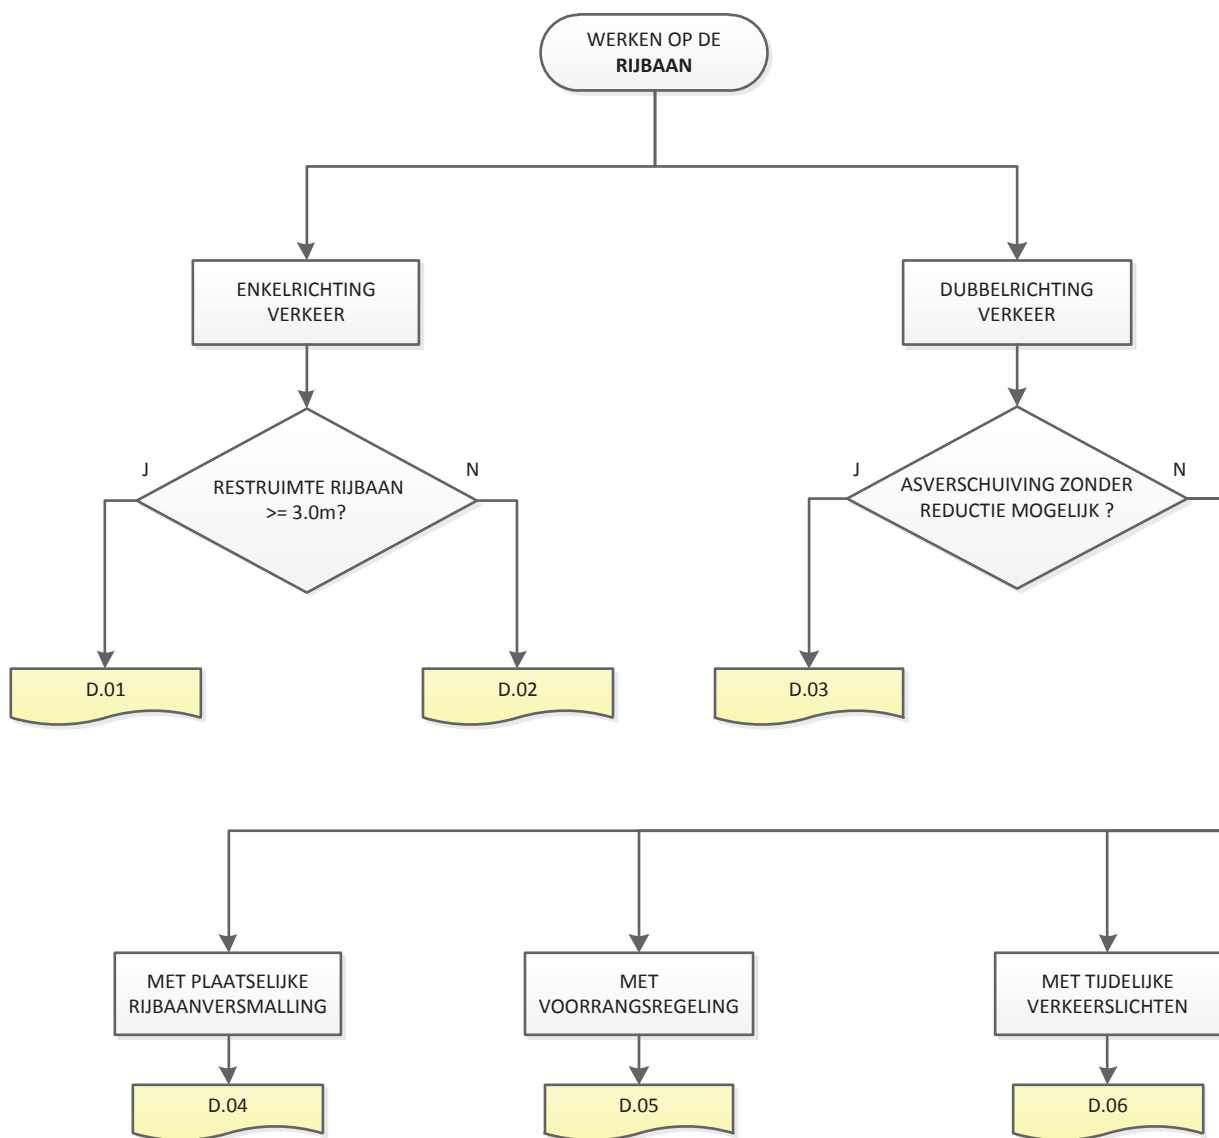 WERKEN OP DE
RIJBAAN
ENKELRICHTING
VERKEER
DUBBELRICHTING
VERKEER
J
RESTRUIMTE RIJBAAN
>= 3.0m?
N
J
ASVERSCHUIVING ZONDER
REDUCTIE MOGELIJK ?
N
D.01
D.02
D.03
MET PLAATSELIJKE
RIJBAANVERSMALLING
MET
VOORRANGSREGELING
MET TIJDELIJKE
VERKEERSLICHTEN
D.04
D.05
D.06